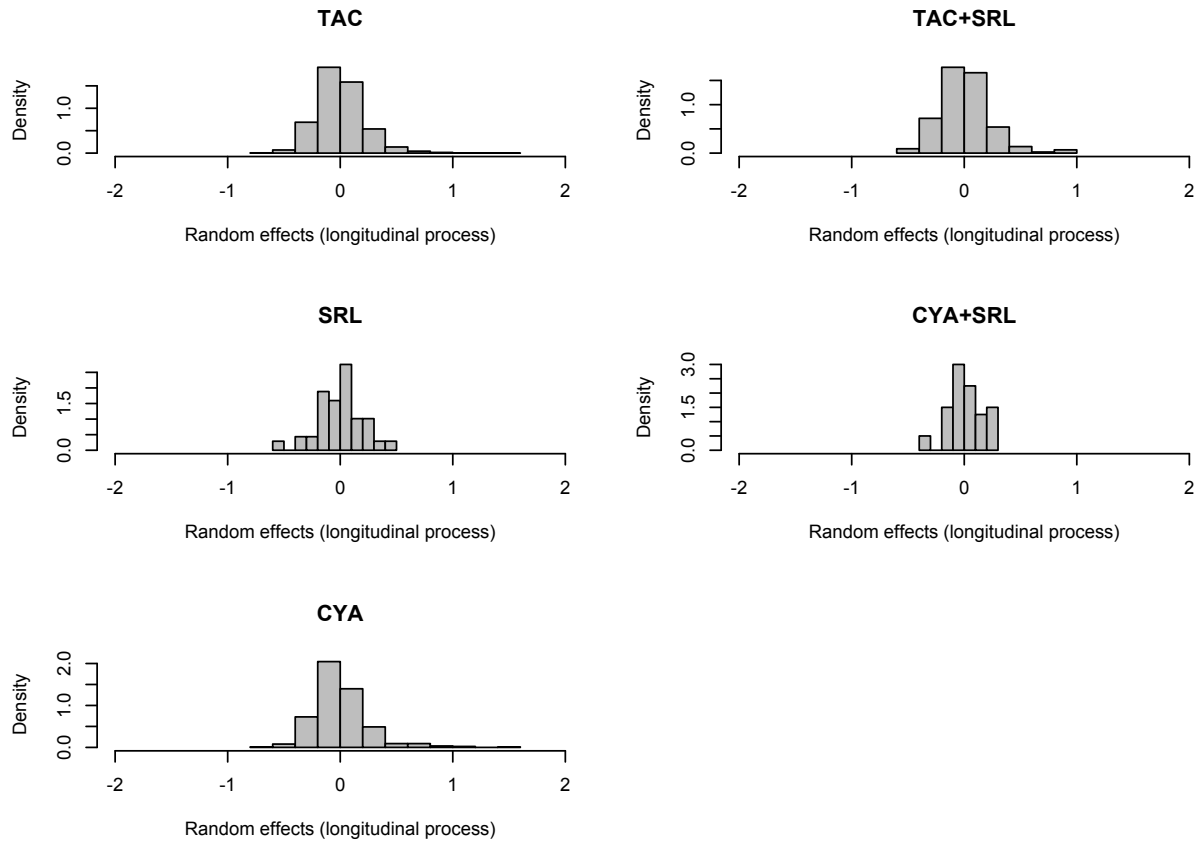 TAC
Density
0.0
1.0
-2 -1 0 1 2
Random effects (longitudinal process)
TAC+SRL
Density
0.0
1.0
-2 -1 0 1 2
Random effects (longitudinal process)
SRL
Density
0.0
1.5
-2 -1 0 1 2
Random effects (longitudinal process)
CYA+SRL
Density
0.0
1.5
3.0
-2 -1 0 1 2
Random effects (longitudinal process)
CYA
Density
0.0
1.0
2.0
-2 -1 0 1 2
Random effects (longitudinal process)